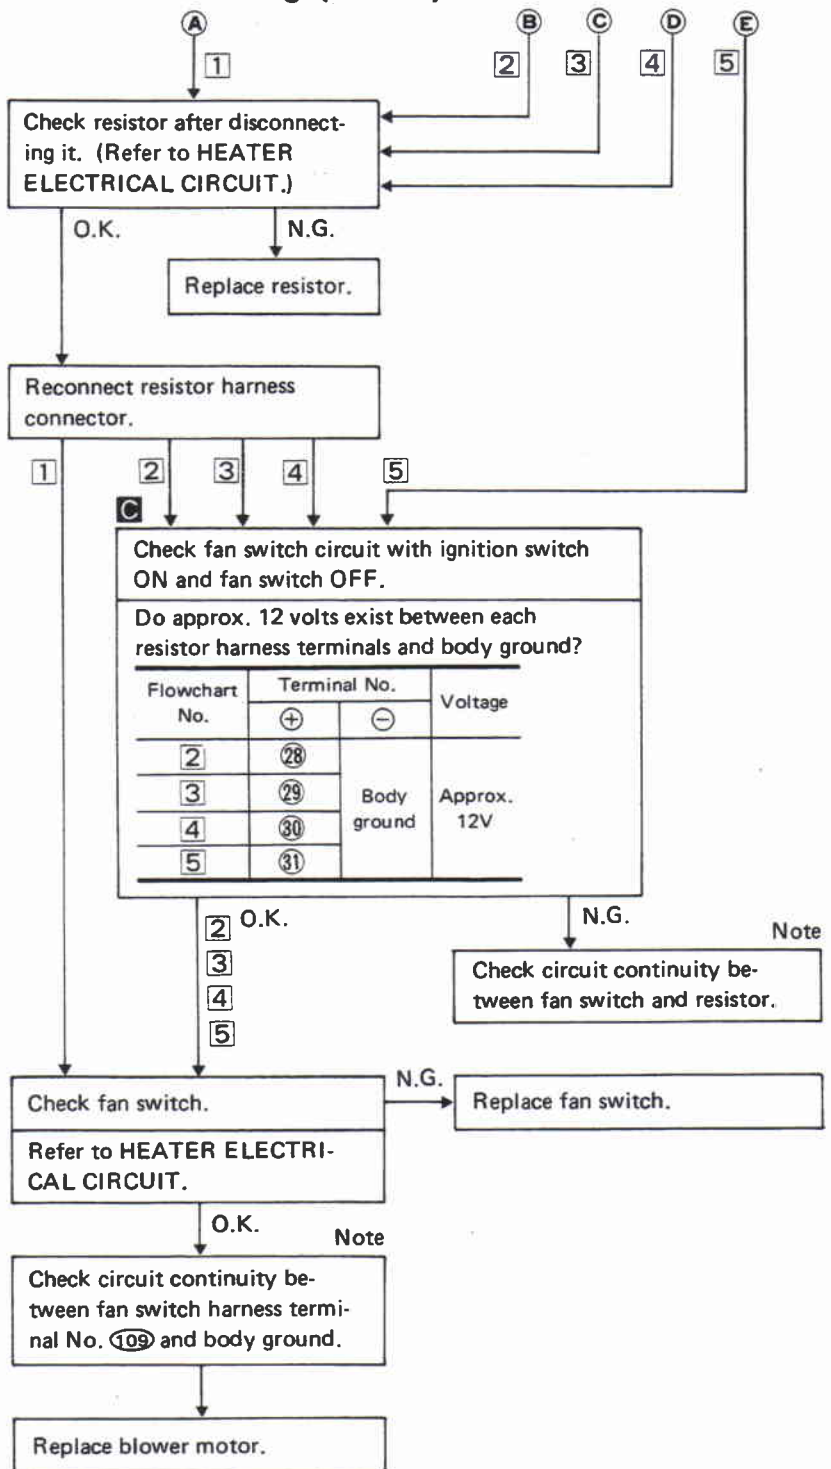 A B C D E
1 2 3 4 5
Check resistor after disconnect-
ing it. (Refer to HEATER
ELECTRICAL CIRCUIT.)
O.K. N.G.
Replace resistor.
Reconnect resistor harness
connector.
1 2 3 4 5
C
Check fan switch circuit with ignition switch
ON and fan switch OFF.
Do approx. 12 volts exist between each
resistor harness terminals and body ground?
Flowchart No. Terminal No. Voltage
⊕ ⊖
2 28 Body ground Approx. 12V
3 29
4 30
5 31
2 O.K. N.G.
3
4
5
Note
Check circuit continuity be-
tween fan switch and resistor.
Check fan switch. N.G. Replace fan switch.
Refer to HEATER ELECTRI-
CAL CIRCUIT.
O.K. Note
Check circuit continuity be-
tween fan switch harness termi-
nal No. 109 and body ground.
Replace blower motor.